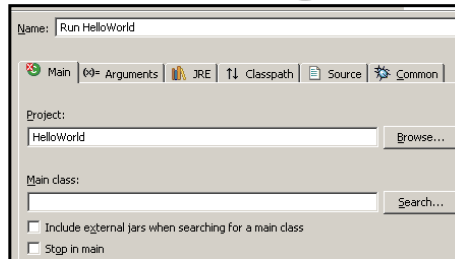 Name: Run HelloWorld
Main (x)= Arguments JRE Classpath Source Common
Project:
HelloWorld Browse...
Main class:
Search...
Include external jars when searching for a main class
Stop in main